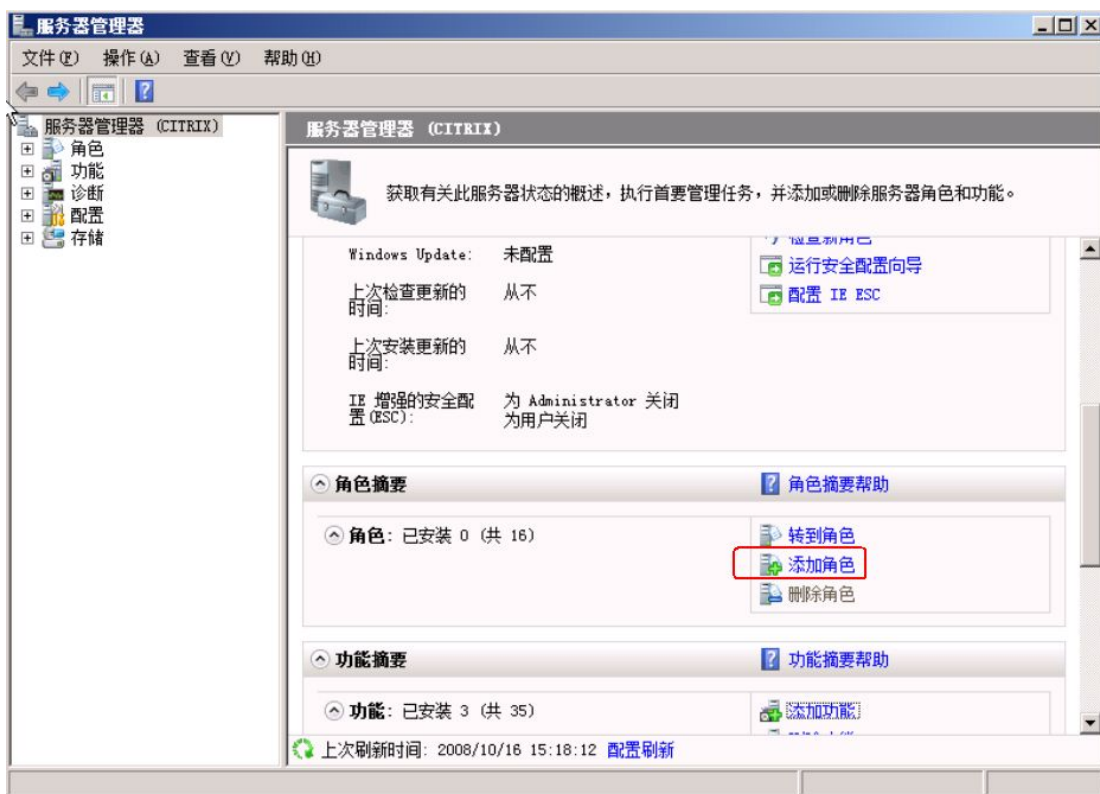 服务器管理器
文件(F) 操作(A) 查看(V) 帮助(H)
服务器管理器 (CITRIX)
角色
功能
诊断
配置
存储
服务器管理器 (CITRIX)
获取有关此服务器状态的概述，执行首要管理任务，并添加或删除服务器角色和功能。
检查新角色
Windows Update: 未配置
运行安全配置向导
上次检查更新的时间: 从不
配置 IE ESC
上次安装更新的时间: 从不
IE 增强的安全配置(ESC): 为 Administrator 关闭
为用户关闭
角色摘要
角色摘要帮助
角色: 已安装 0 (共 16)
转到角色
添加角色
删除角色
功能摘要
功能摘要帮助
功能: 已安装 3 (共 35)
添加功能
上次刷新时间: 2008/10/16 15:18:12 配置刷新